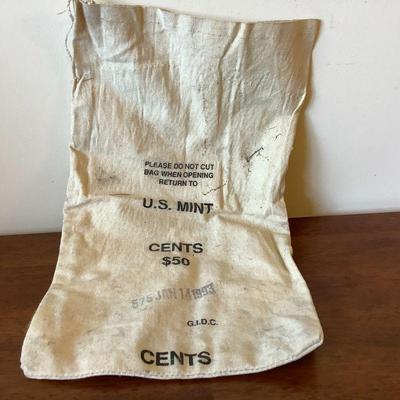 PLEASE DO NOT CUT
BAG WHEN OPENING
RETURN TO
U.S. MINT
CENTS
$50
575 JAN 14 1993
G.I.D.C.
CENTS